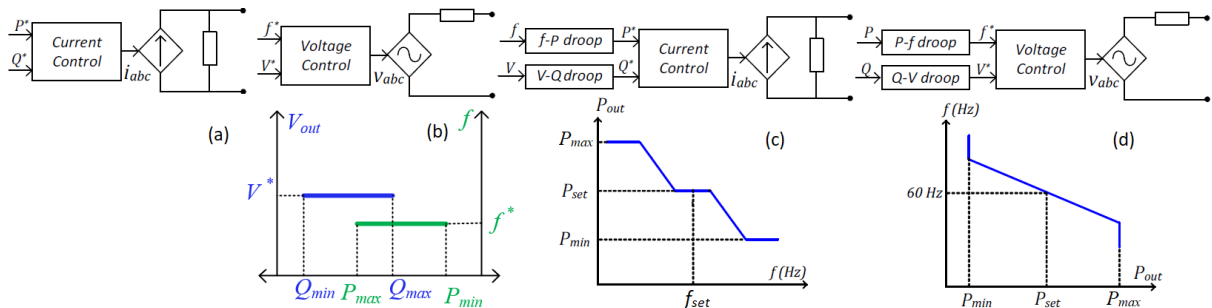 P*
Q*
Current
Control
i_abc
(a)
f*
V*
Voltage
Control
v_abc
(b)
V_out
f
V*
f*
Q_min
P_max
Q_max
P_min
f
V
f-P droop
V-Q droop
P*
Q*
Current
Control
i_abc
(c)
P_out
P_max
P_set
P_min
f (Hz)
f_set
P
Q
P-f droop
Q-V droop
f*
V*
Voltage
Control
v_abc
(d)
f (Hz)
60 Hz
P_out
P_min
P_set
P_max